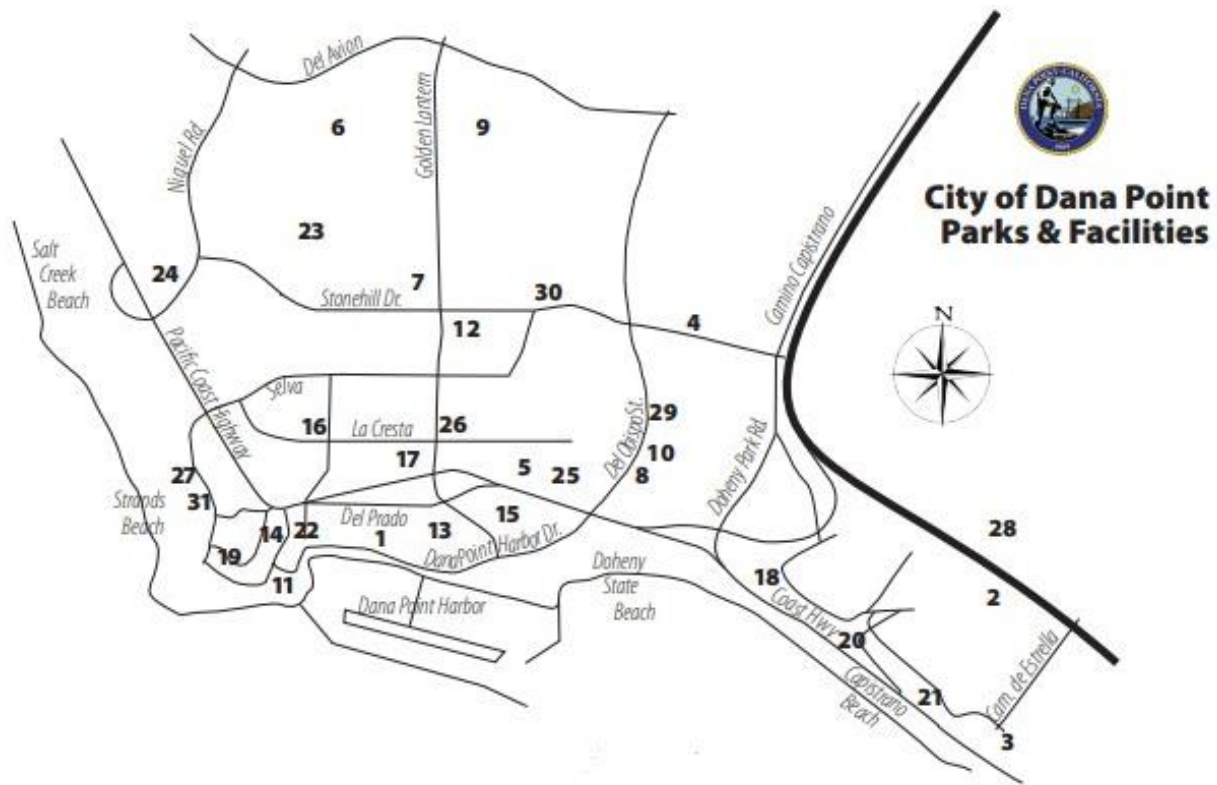 City of Dana Point
Parks & Facilities
DANA POINT CALIFORNIA
N
Del Avion
6
9
Golden Lantern
Niguel Rd.
Camino Capistrano
23
Salt
Creek
Beach
24
7
30
Stonehill Dr.
12
4
Pacific Coast Highway
Selva
16
La Cresta
26
29
Del Obispo St.
Doheny Park Rd.
17
5
25
10
8
27
31
Strands
Beach
14
22
Del Prado
1
13
15
Dana Point Harbor Dr.
28
19
11
Doheny
State
Beach
18
2
Dana Point Harbor
Coast Hwy
20
Cam. de Estrella
Capistrano
Beach
21
3